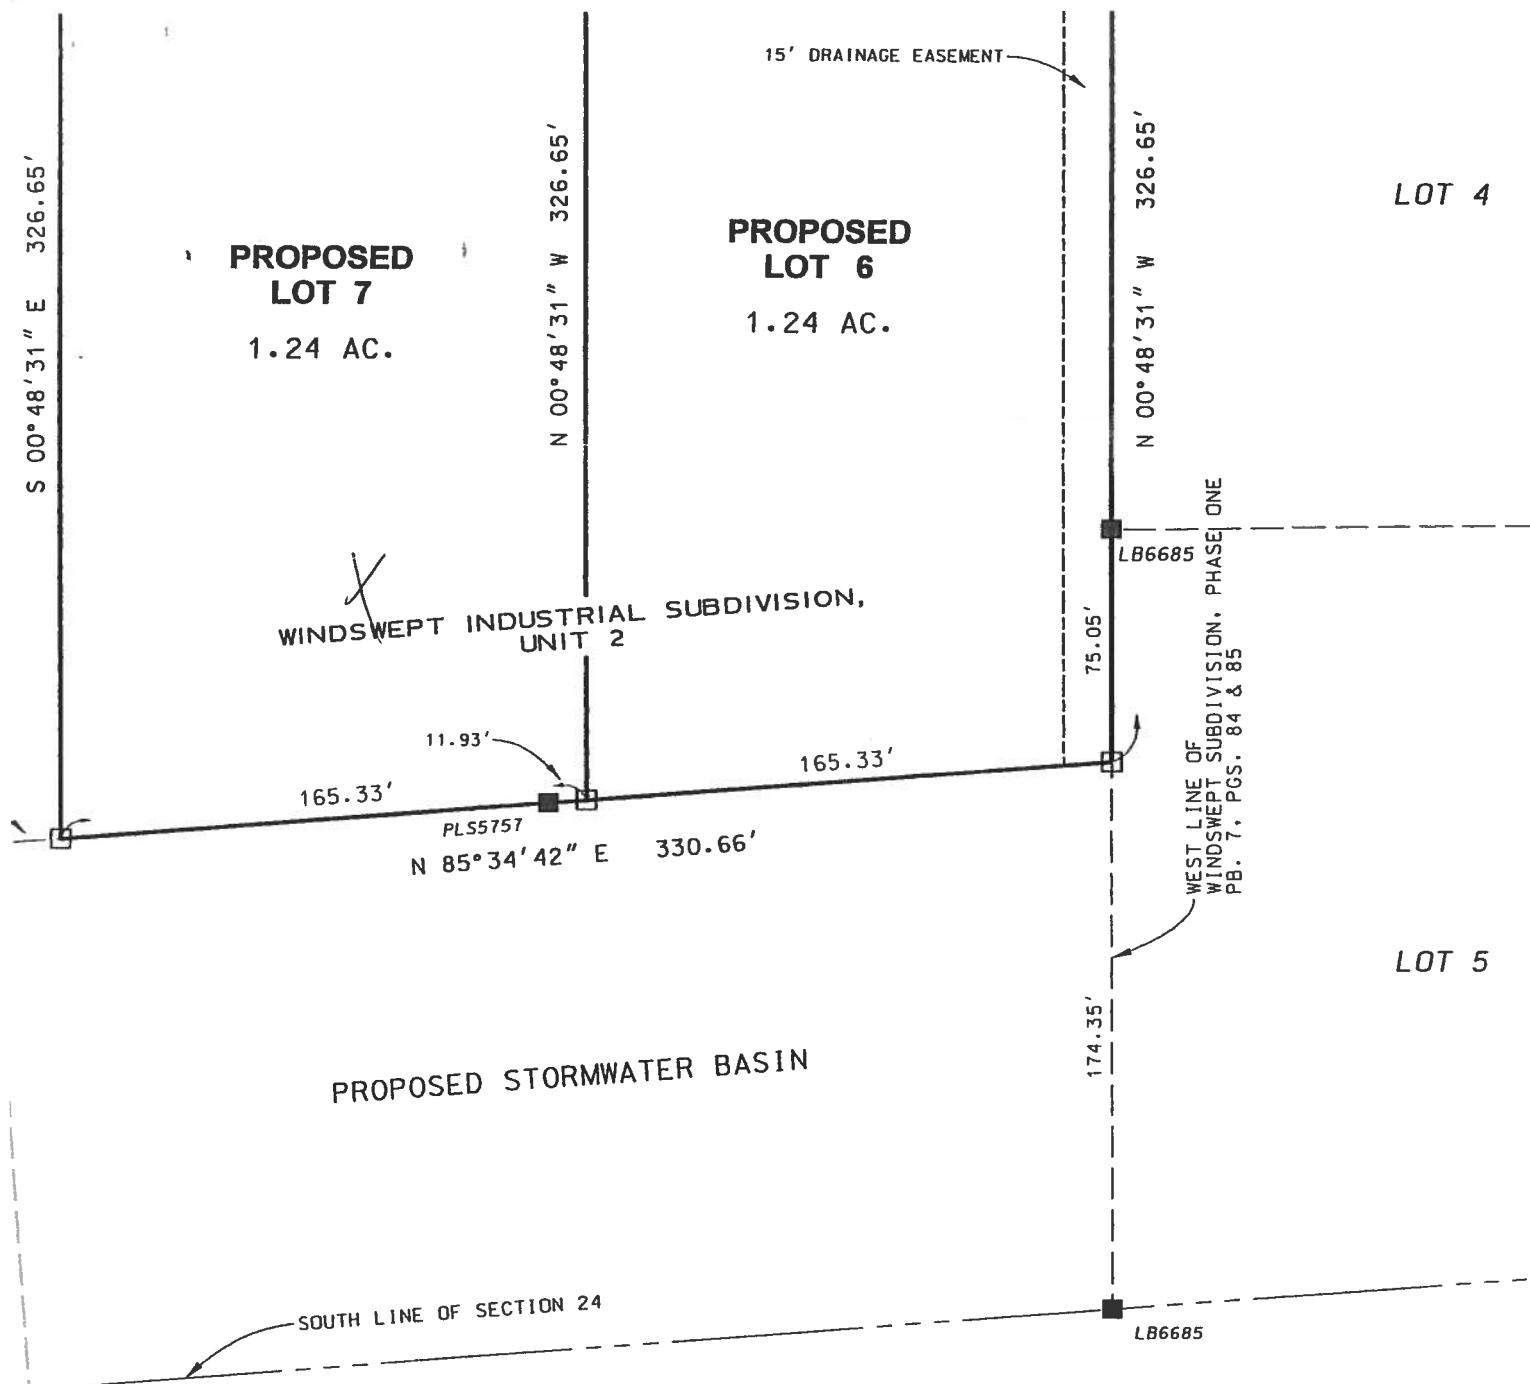 15' DRAINAGE EASEMENT
S 00°48'31" E 326.65'
N 00°48'31" W 326.65'
N 00°48'31" W 326.65'
LOT 4
PROPOSED
LOT 7
1.24 AC.
PROPOSED
LOT 6
1.24 AC.
LB6685
WINDSWEPT INDUSTRIAL SUBDIVISION,
UNIT 2
75.05'
WEST LINE OF
WINDSWEPT SUBDIVISION, PHASE ONE
PB. 7, PGS. 84 & 85
11.93'
165.33'
165.33'
PLS5757
N 85°34'42" E 330.66'
LOT 5
174.35'
PROPOSED STORMWATER BASIN
SOUTH LINE OF SECTION 24
LB6685